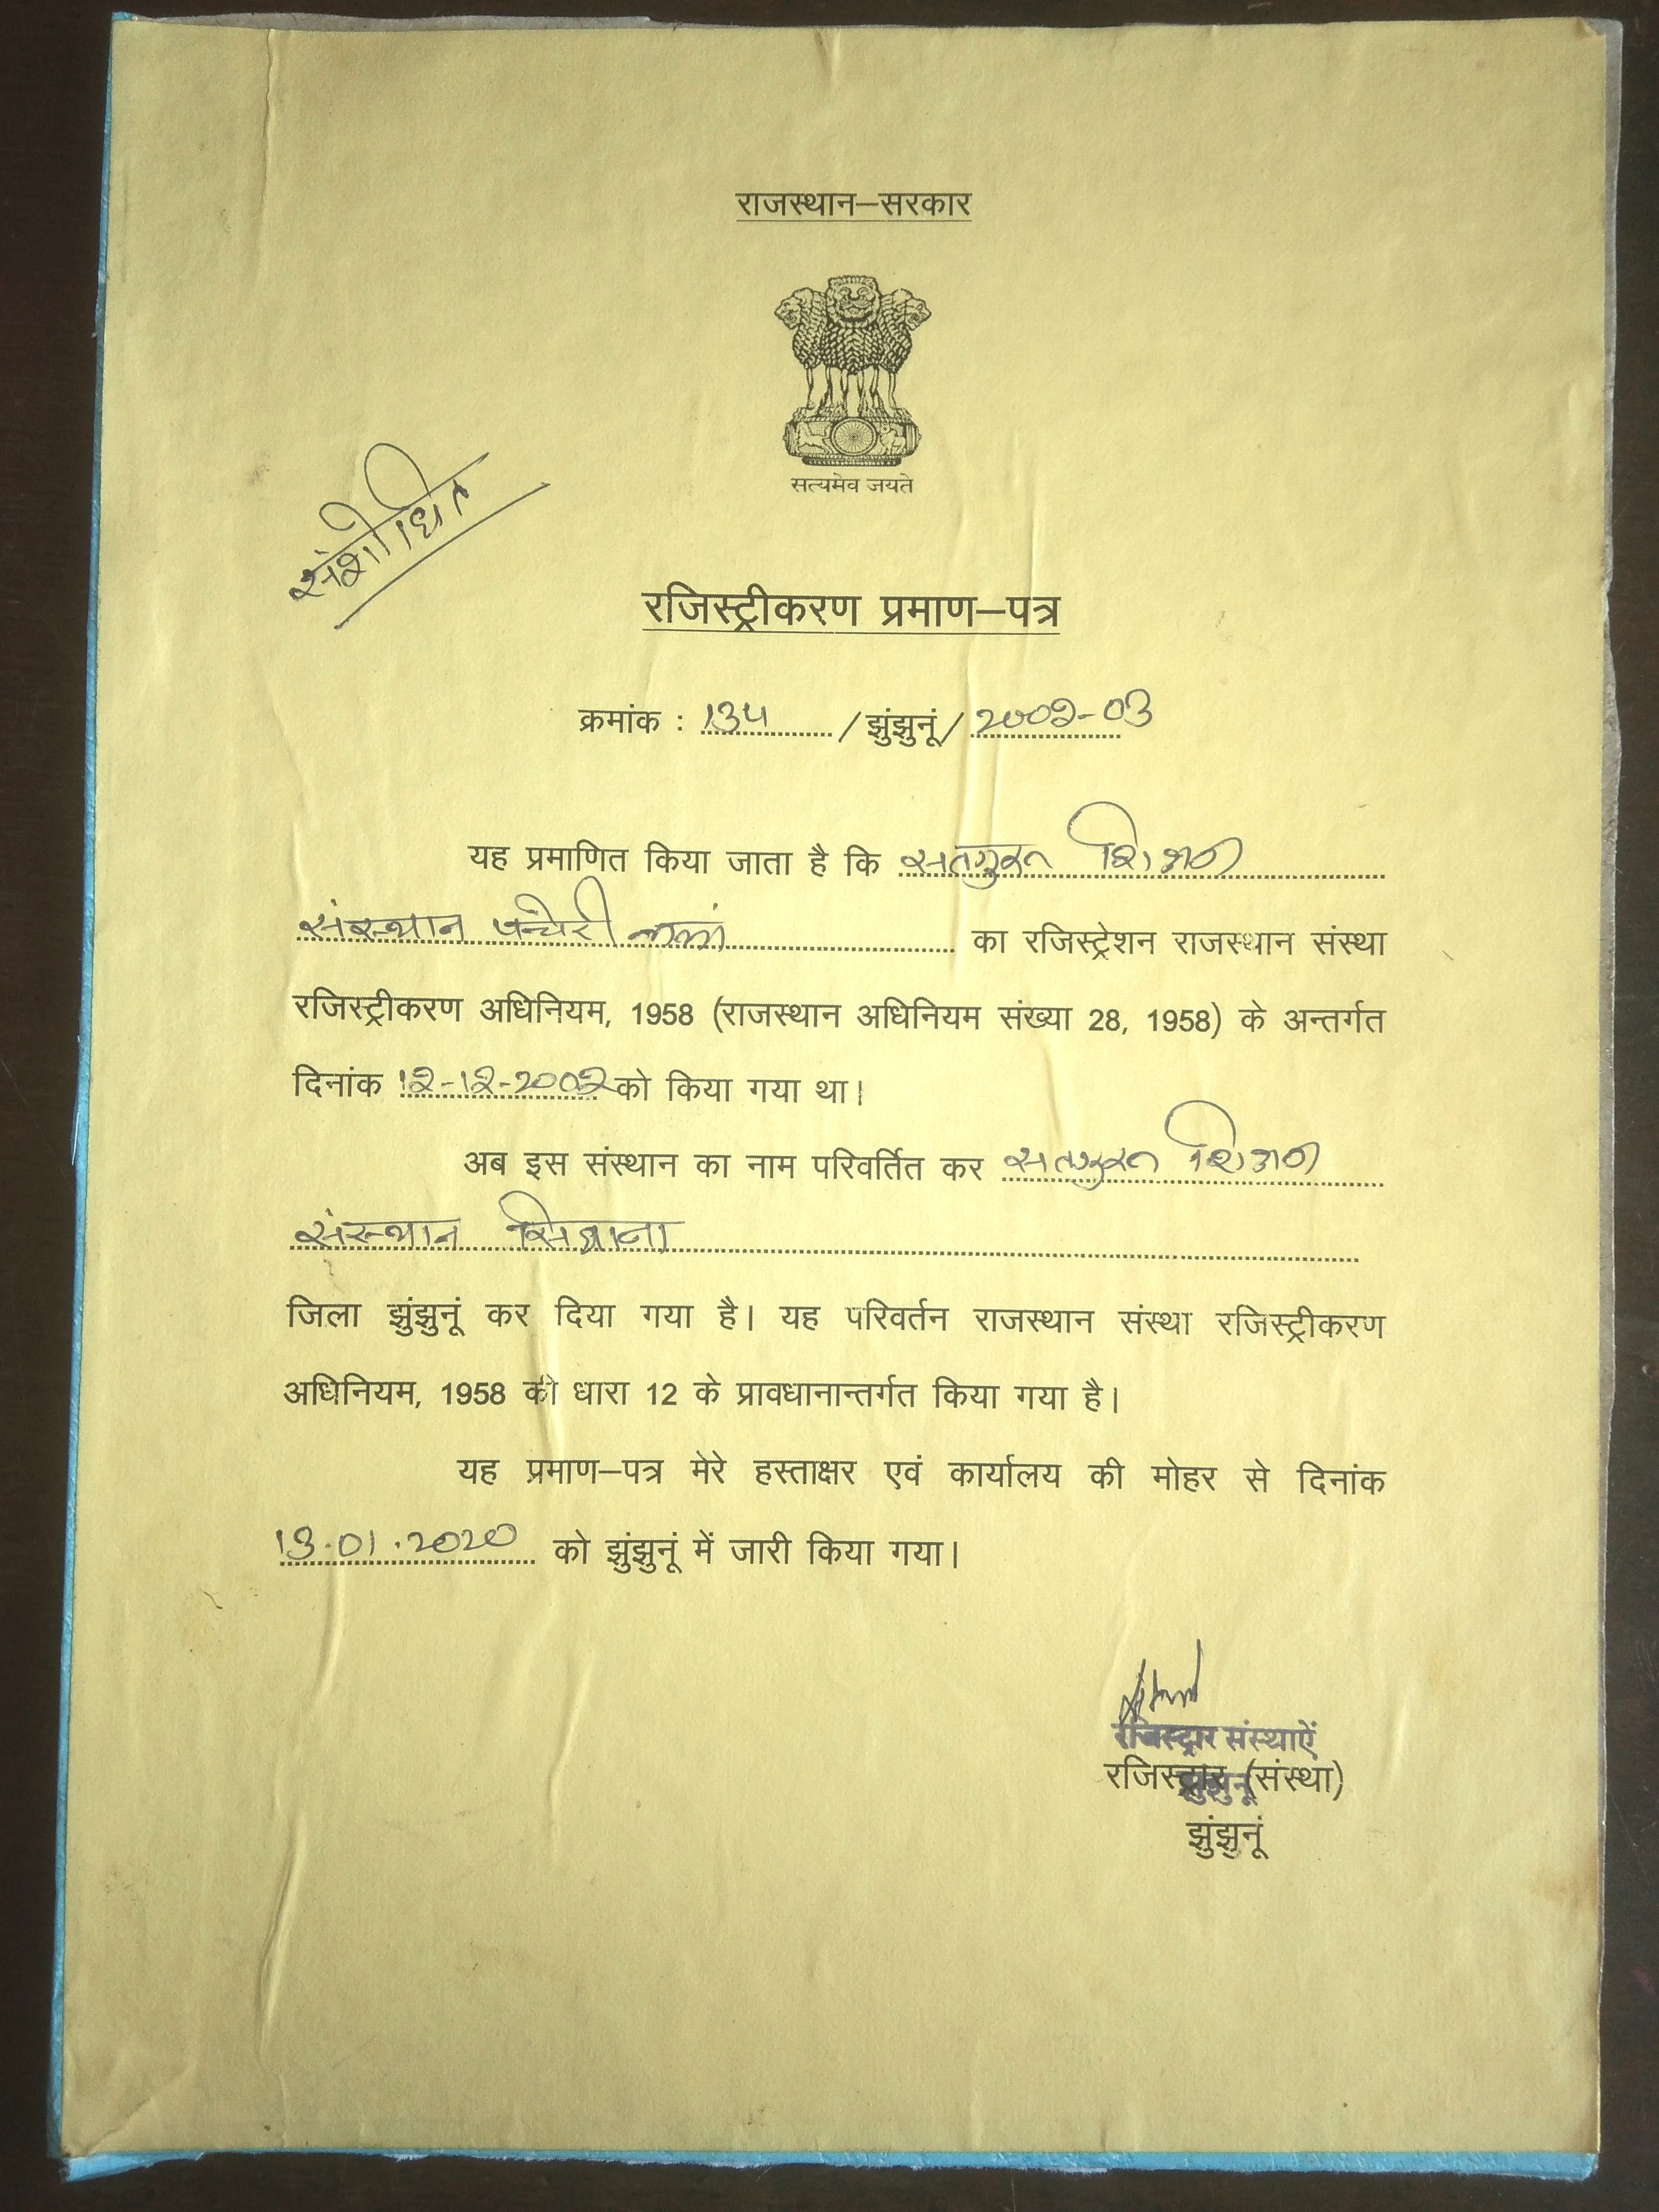 राजस्थान–सरकार
सत्यमेव जयते
संशोधित
रजिस्ट्रीकरण प्रमाण–पत्र
क्रमांक : 134 / झुंझुनूं / 2002-03
यह प्रमाणित किया जाता है कि सतगुरू शिक्षण
संस्थान पचेरी कलां का रजिस्ट्रेशन राजस्थान संस्था
रजिस्ट्रीकरण अधिनियम, 1958 (राजस्थान अधिनियम संख्या 28, 1958) के अन्तर्गत
दिनांक 12-12-2002 को किया गया था।
अब इस संस्थान का नाम परिवर्तित कर सतगुरू शिक्षण
संस्थान सिंघाना
जिला झुंझुनूं कर दिया गया है। यह परिवर्तन राजस्थान संस्था रजिस्ट्रीकरण
अधिनियम, 1958 की धारा 12 के प्रावधानान्तर्गत किया गया है।
यह प्रमाण–पत्र मेरे हस्ताक्षर एवं कार्यालय की मोहर से दिनांक
13.01.2020 को झुंझुनूं में जारी किया गया।
रजिस्ट्रार संस्थाऐं
रजिस्ट्रार (संस्था)
झुंझुनूं
झुंझुनूं